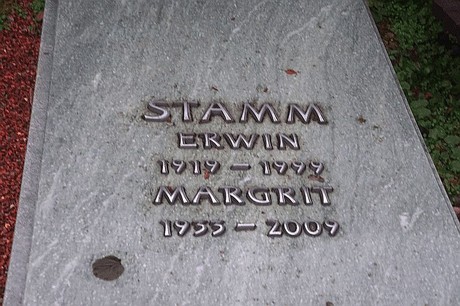 STAMM
ERWIN
1919 – 1999
MARGRIT
1933 – 2009